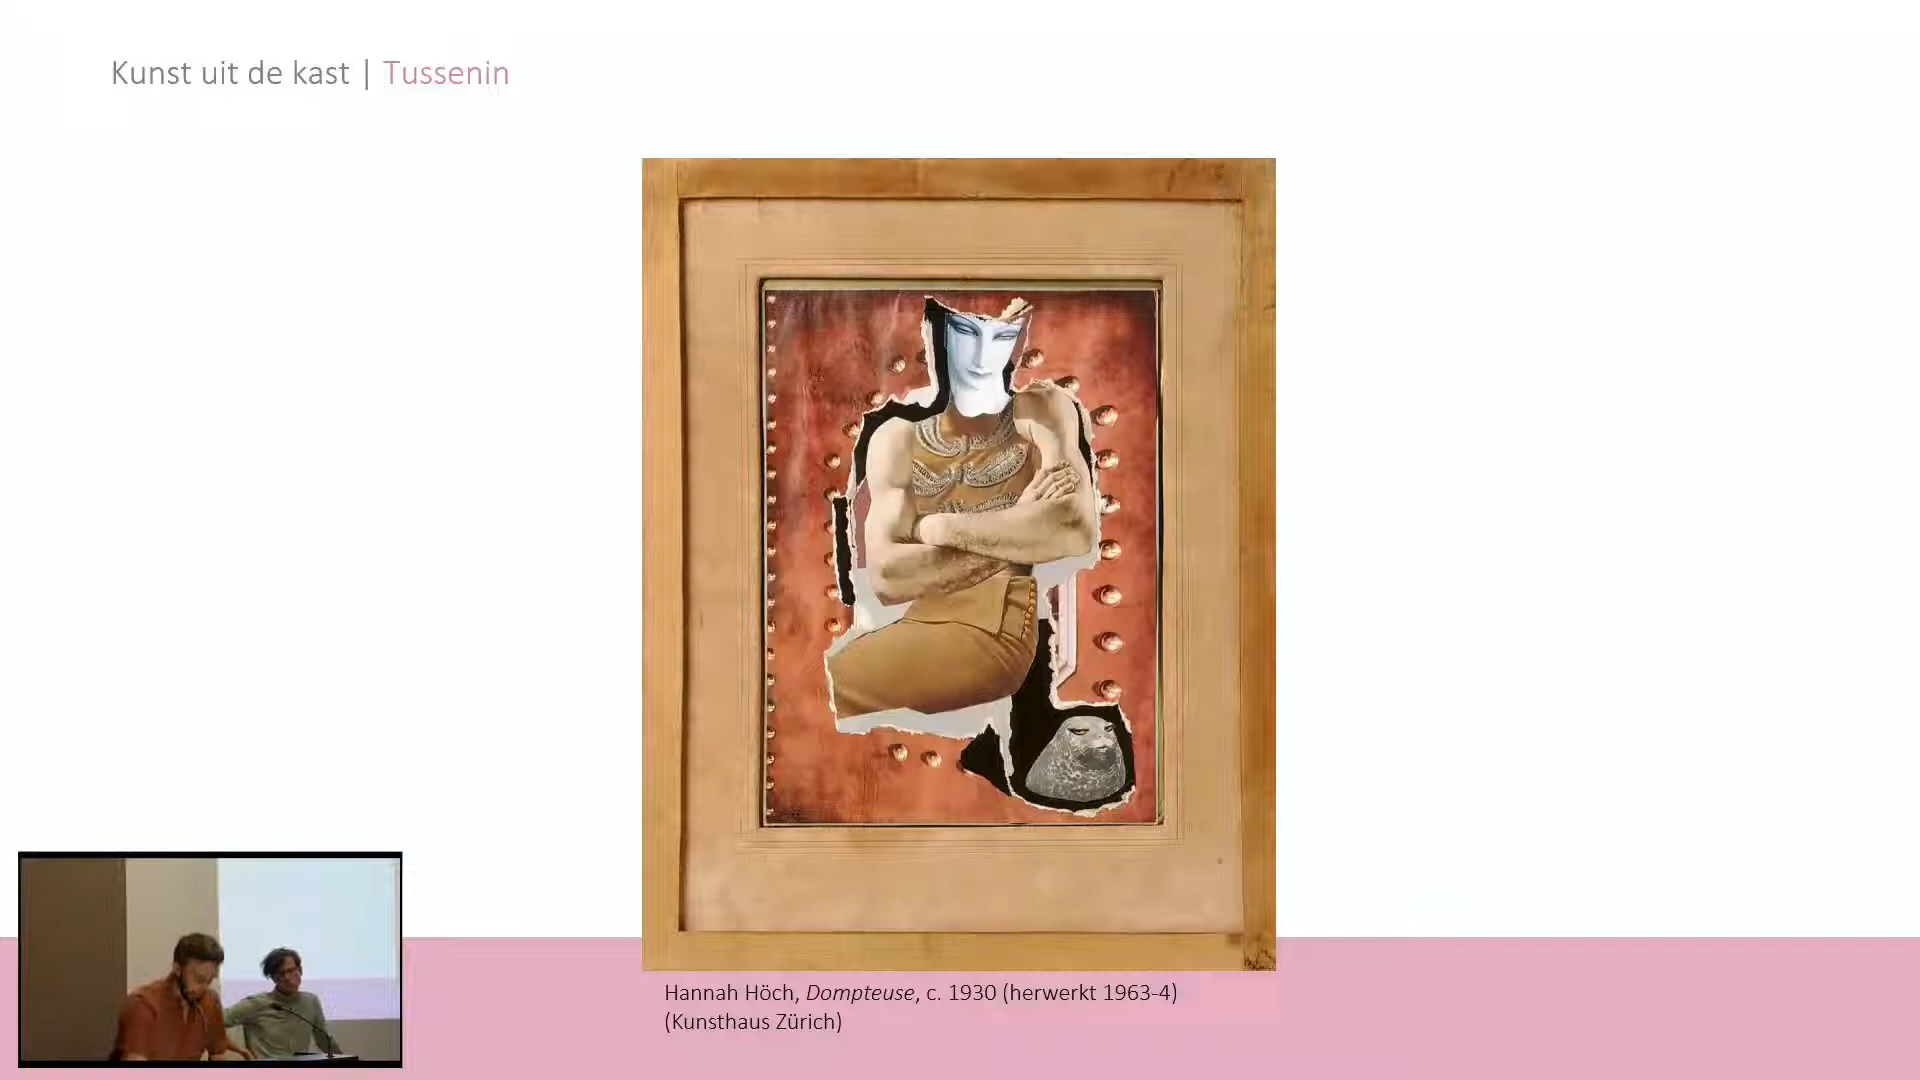 Kunst uit de kast | Tussenin
Hannah Höch, Dompteuse, c. 1930 (herwerkt 1963-4)
(Kunsthaus Zürich)